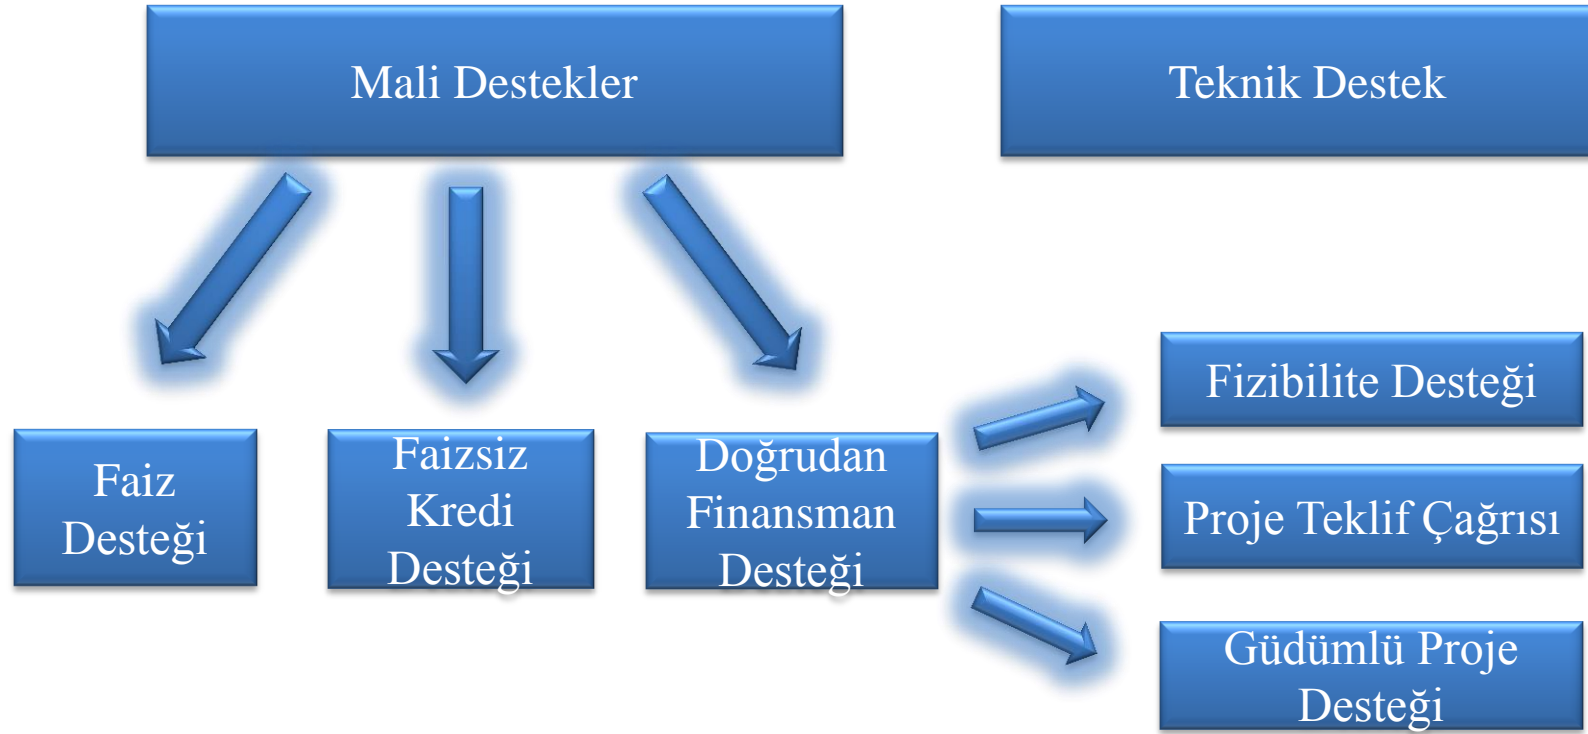 Mali Destekler
Teknik Destek
Faiz
Desteği
Faizsiz
Kredi
Desteği
Doğrudan
Finansman
Desteği
Fizibilite Desteği
Proje Teklif Çağrısı
Güdümlü Proje
Desteği